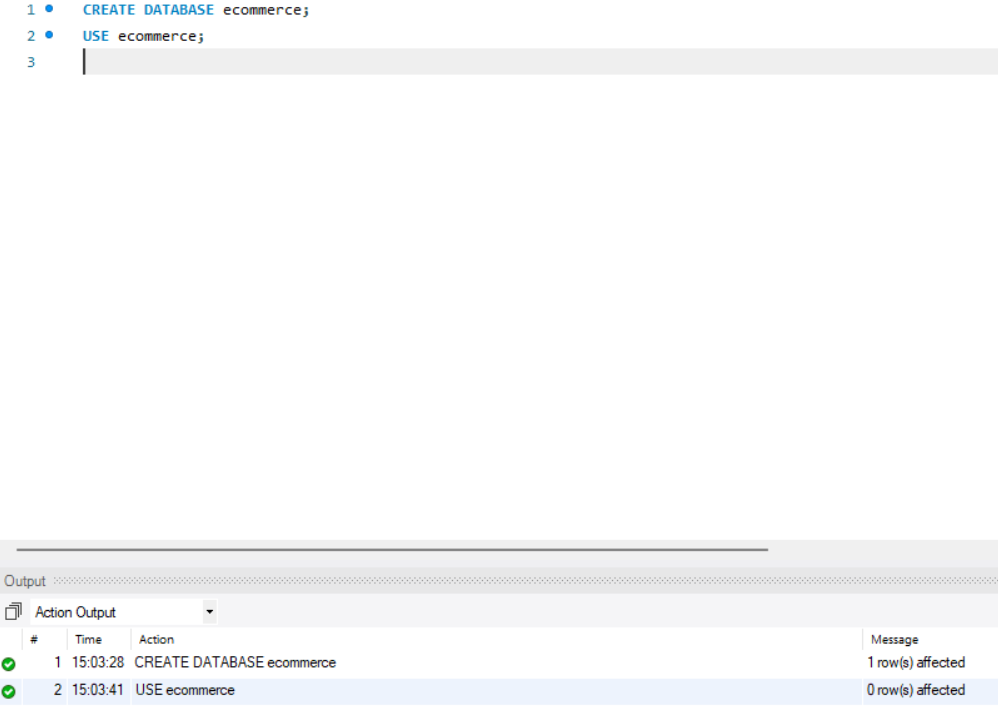 1 CREATE DATABASE ecommerce;
2 USE ecommerce;
3
Output
Action Output
# Time Action Message
1 15:03:28 CREATE DATABASE ecommerce 1 row(s) affected
2 15:03:41 USE ecommerce 0 row(s) affected